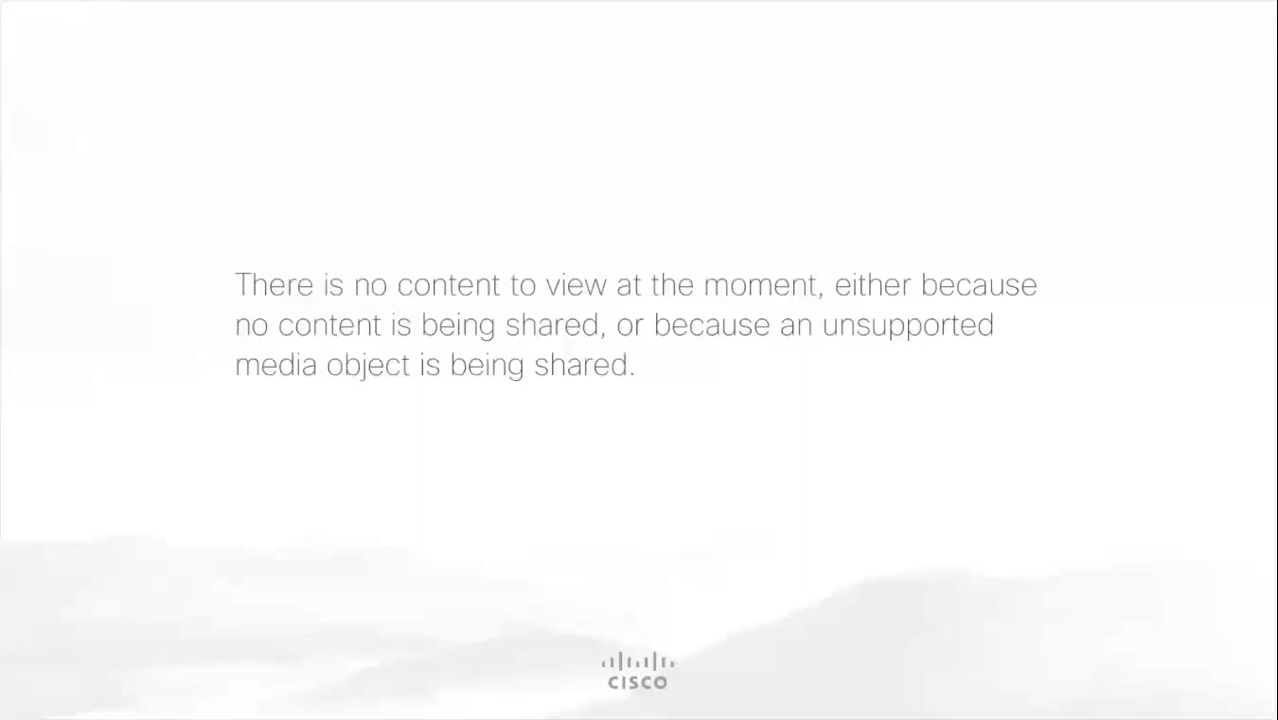 There is no content to view at the moment, either because
no content is being shared, or because an unsupported
media object is being shared.
CISCO